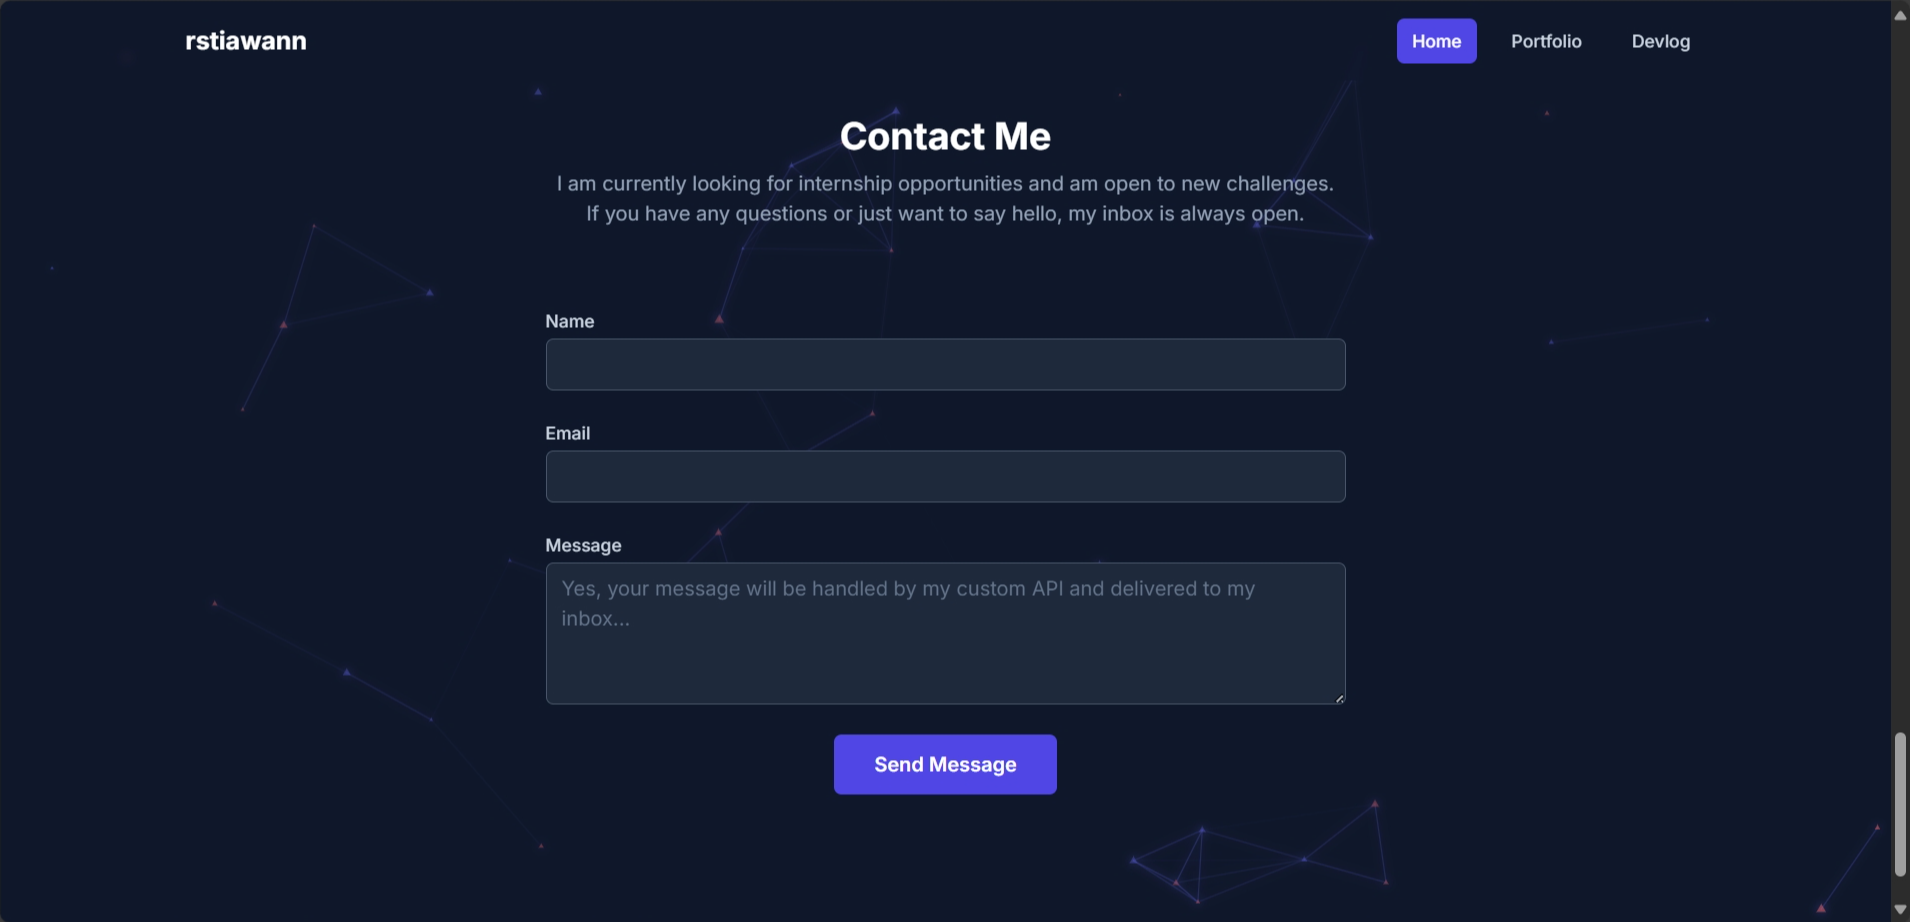 rstiawann
Home
Portfolio
Devlog
Contact Me
I am currently looking for internship opportunities and am open to new challenges.
If you have any questions or just want to say hello, my inbox is always open.
Name
Email
Message
Yes, your message will be handled by my custom API and delivered to my
inbox...
Send Message